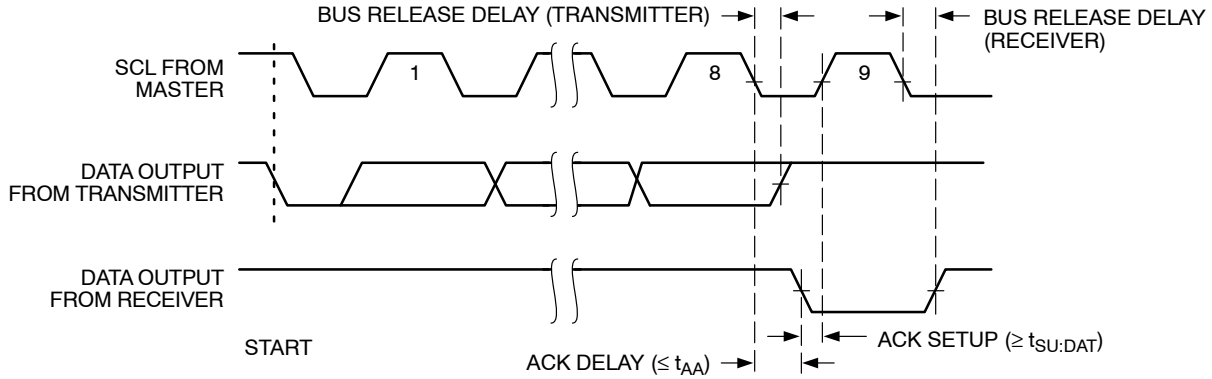 BUS RELEASE DELAY (TRANSMITTER)
BUS RELEASE DELAY
(RECEIVER)
SCL FROM
MASTER
1
8
9
DATA OUTPUT
FROM TRANSMITTER
DATA OUTPUT
FROM RECEIVER
START
ACK SETUP (≥ tSU:DAT)
ACK DELAY (≤ tAA)